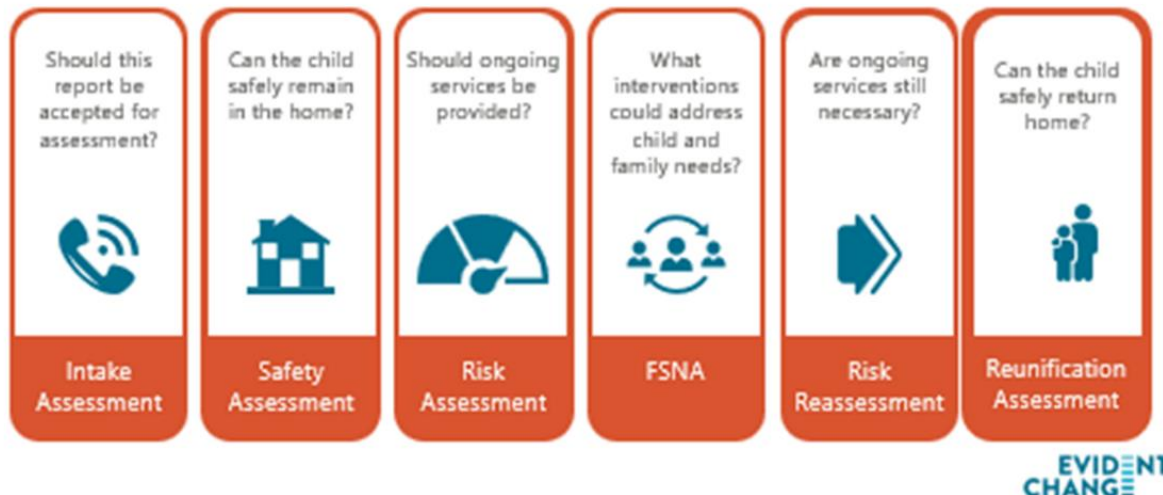 Should this
report be
accepted for
assessment?
Intake
Assessment
Can the child
safely remain
in the home?
Safety
Assessment
Should ongoing
services be
provided?
Risk
Assessment
What
interventions
could address
child and
family needs?
FSNA
Are ongoing
services still
necessary?
Risk
Reassessment
Can the child
safely return
home?
Reunification
Assessment
EVIDENT
CHANGE